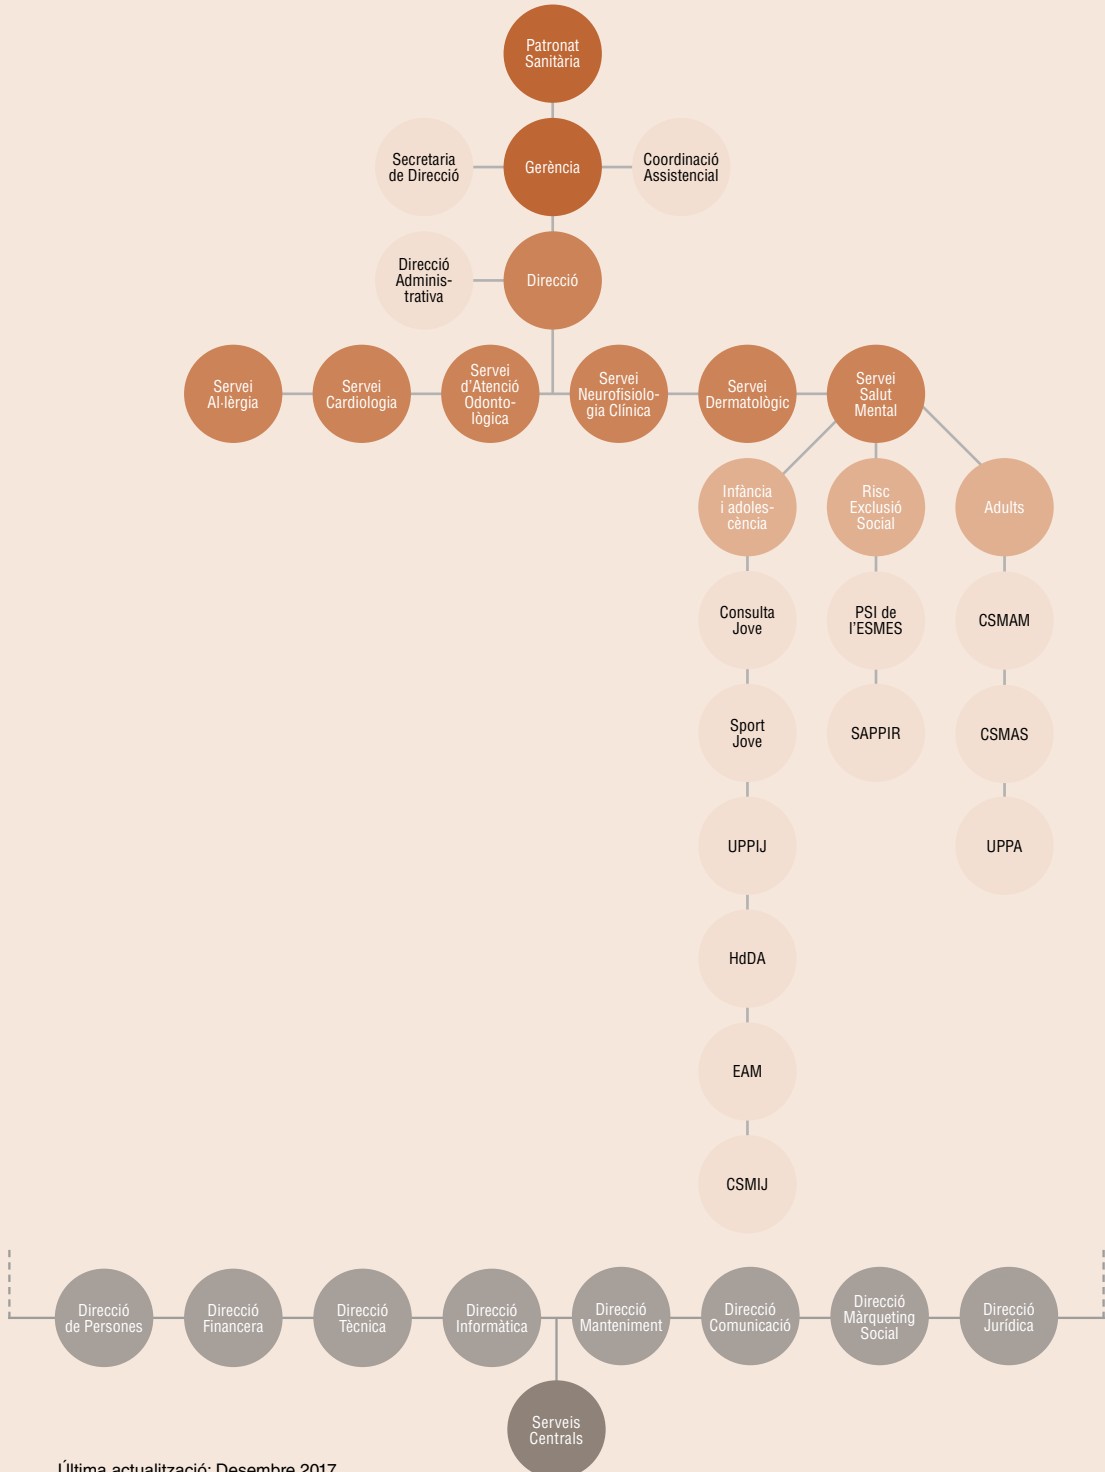 Patronat
Sanitària
Secretaria
de Direcció
Gerència
Coordinació
Assistencial
Direcció
Adminis-
trativa
Direcció
Servei
Al·lèrgia
Servei
Cardiologia
Servei
d'Atenció
Odonto-
lògica
Servei
Neurofisiolo-
gia Clínica
Servei
Dermatològic
Servei
Salut
Mental
Infància
i adoles-
cència
Risc
Exclusió
Social
Adults
Consulta
Jove
PSI de
l'ESMES
CSMAM
Sport
Jove
SAPPIR
CSMAS
UPPIJ
UPPA
HdDA
EAM
CSMIJ
Direcció
de Persones
Direcció
Financera
Direcció
Tècnica
Direcció
Informàtica
Direcció
Manteniment
Direcció
Comunicació
Direcció
Màrqueting
Social
Direcció
Jurídica
Serveis
Centrals
Última actualització: Desembre 2017